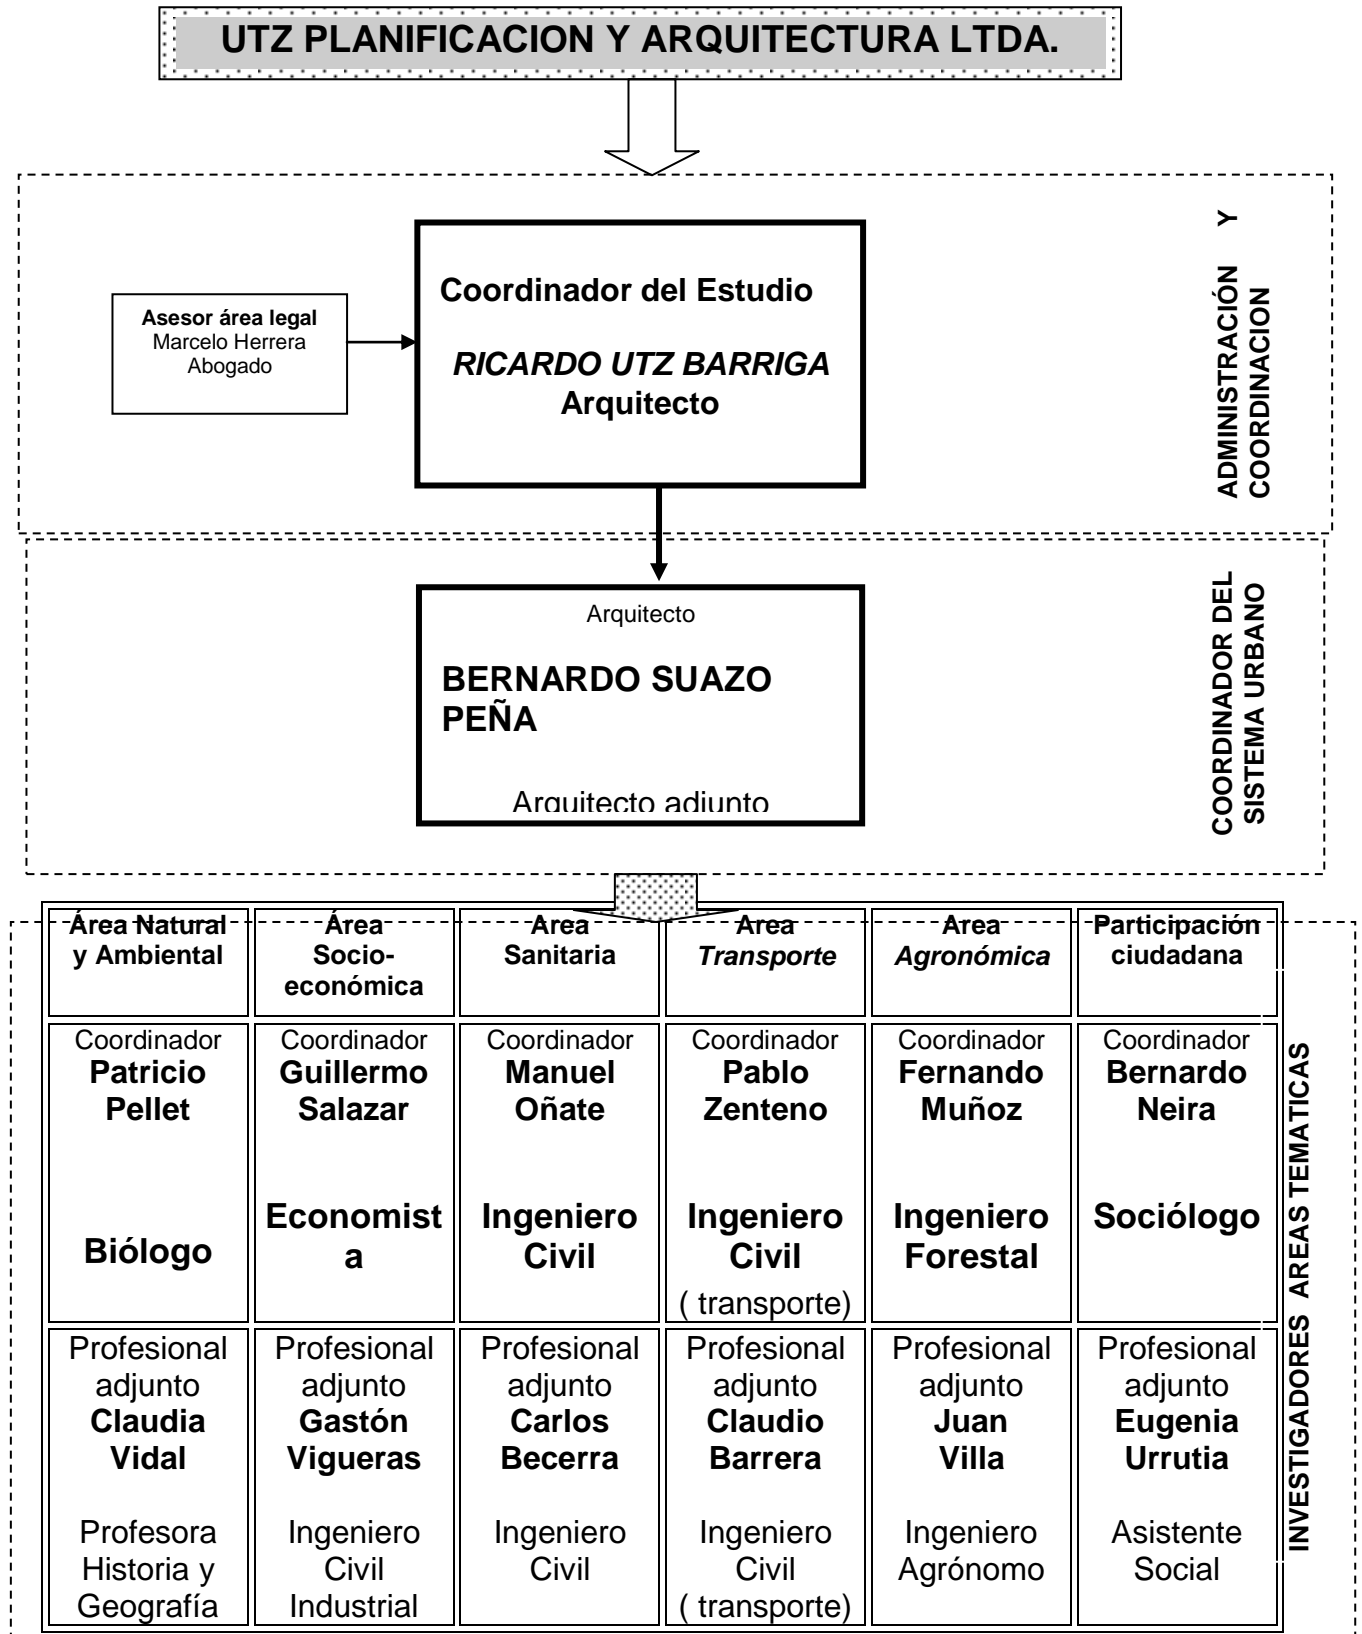 UTZ PLANIFICACION Y ARQUITECTURA LTDA.
Asesor área legal
Marcelo Herrera
Abogado
Coordinador del Estudio
RICARDO UTZ BARRIGA
Arquitecto
ADMINISTRACIÓN Y
COORDINACION
Arquitecto
BERNARDO SUAZO
PEÑA
Arquitecto adjunto
COORDINADOR DEL
SISTEMA URBANO
Área Natural
y Ambiental
Área
Socio-
económica
Area
Sanitaria
Area
Transporte
Area
Agronómica
Participación
ciudadana
Coordinador
Patricio
Pellet
Biólogo
Coordinador
Guillermo
Salazar
Economist
a
Coordinador
Manuel
Oñate
Ingeniero
Civil
Coordinador
Pablo
Zenteno
Ingeniero
Civil
( transporte)
Coordinador
Fernando
Muñoz
Ingeniero
Forestal
Coordinador
Bernardo
Neira
Sociólogo
Profesional
adjunto
Claudia
Vidal
Profesora
Historia y
Geografía
Profesional
adjunto
Gastón
Vigueras
Ingeniero
Civil
Industrial
Profesional
adjunto
Carlos
Becerra
Ingeniero
Civil
Profesional
adjunto
Claudio
Barrera
Ingeniero
Civil
( transporte)
Profesional
adjunto
Juan
Villa
Ingeniero
Agrónomo
Profesional
adjunto
Eugenia
Urrutia
Asistente
Social
INVESTIGADORES AREAS TEMATICAS